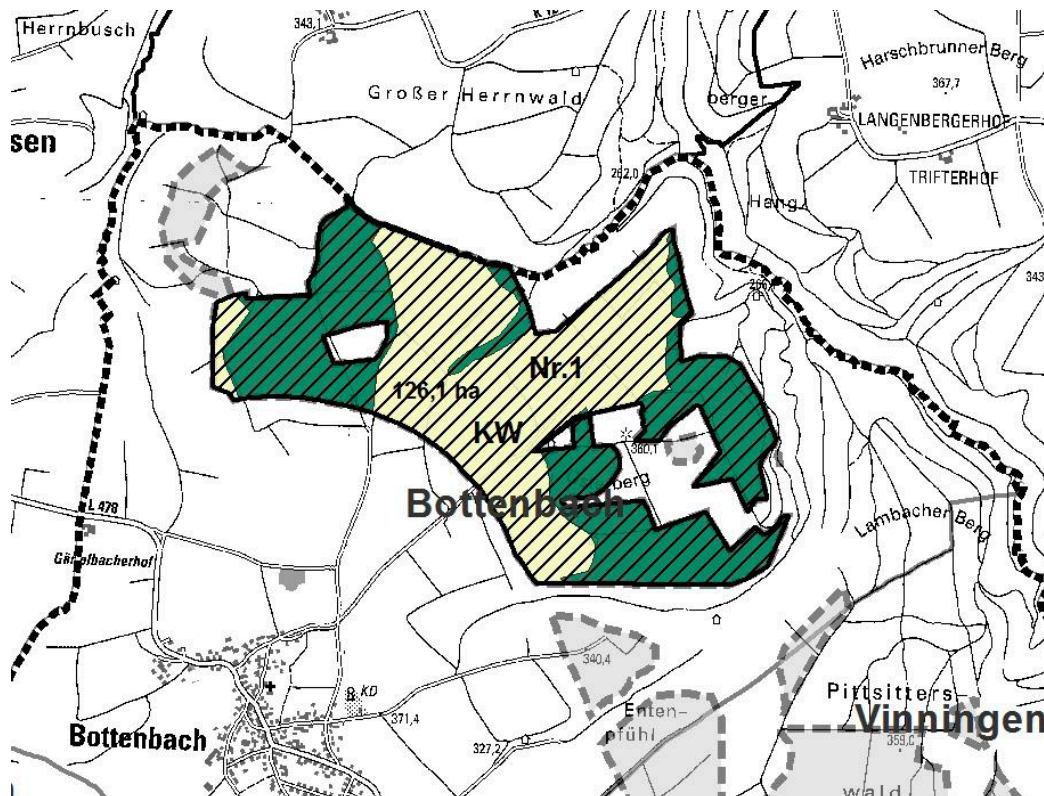 Herrnbusch
343,1
Harschbrunner Berg
Großer Herrnwald
367,7
berger
sen
LANGENBERGERHOF
262,0
TRIFTERHOF
Hang
Nr.1
126,1 ha
KW
360,1
Bottenbach
L 478
Lambacher Berg
340,4
KD
371,4
Enten-
pfühl
Pittsitters-
Vinningen
Bottenbach
327,2
359,0
wald